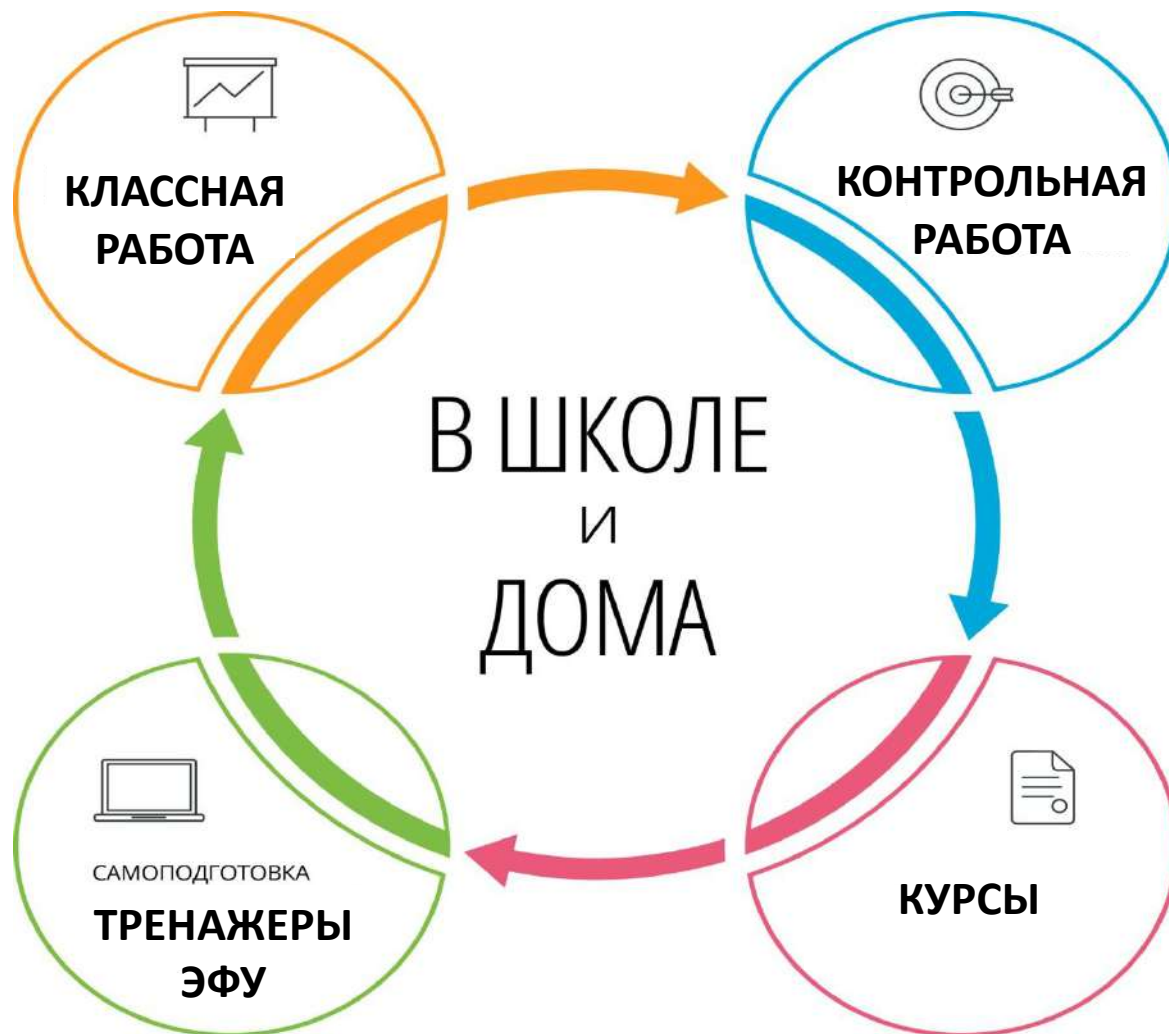 КЛАССНАЯ
РАБОТА
КОНТРОЛЬНАЯ
РАБОТА
В ШКОЛЕ
И
ДОМА
САМОПОДГОТОВКА
ТРЕНАЖЕРЫ
ЭФУ
КУРСЫ